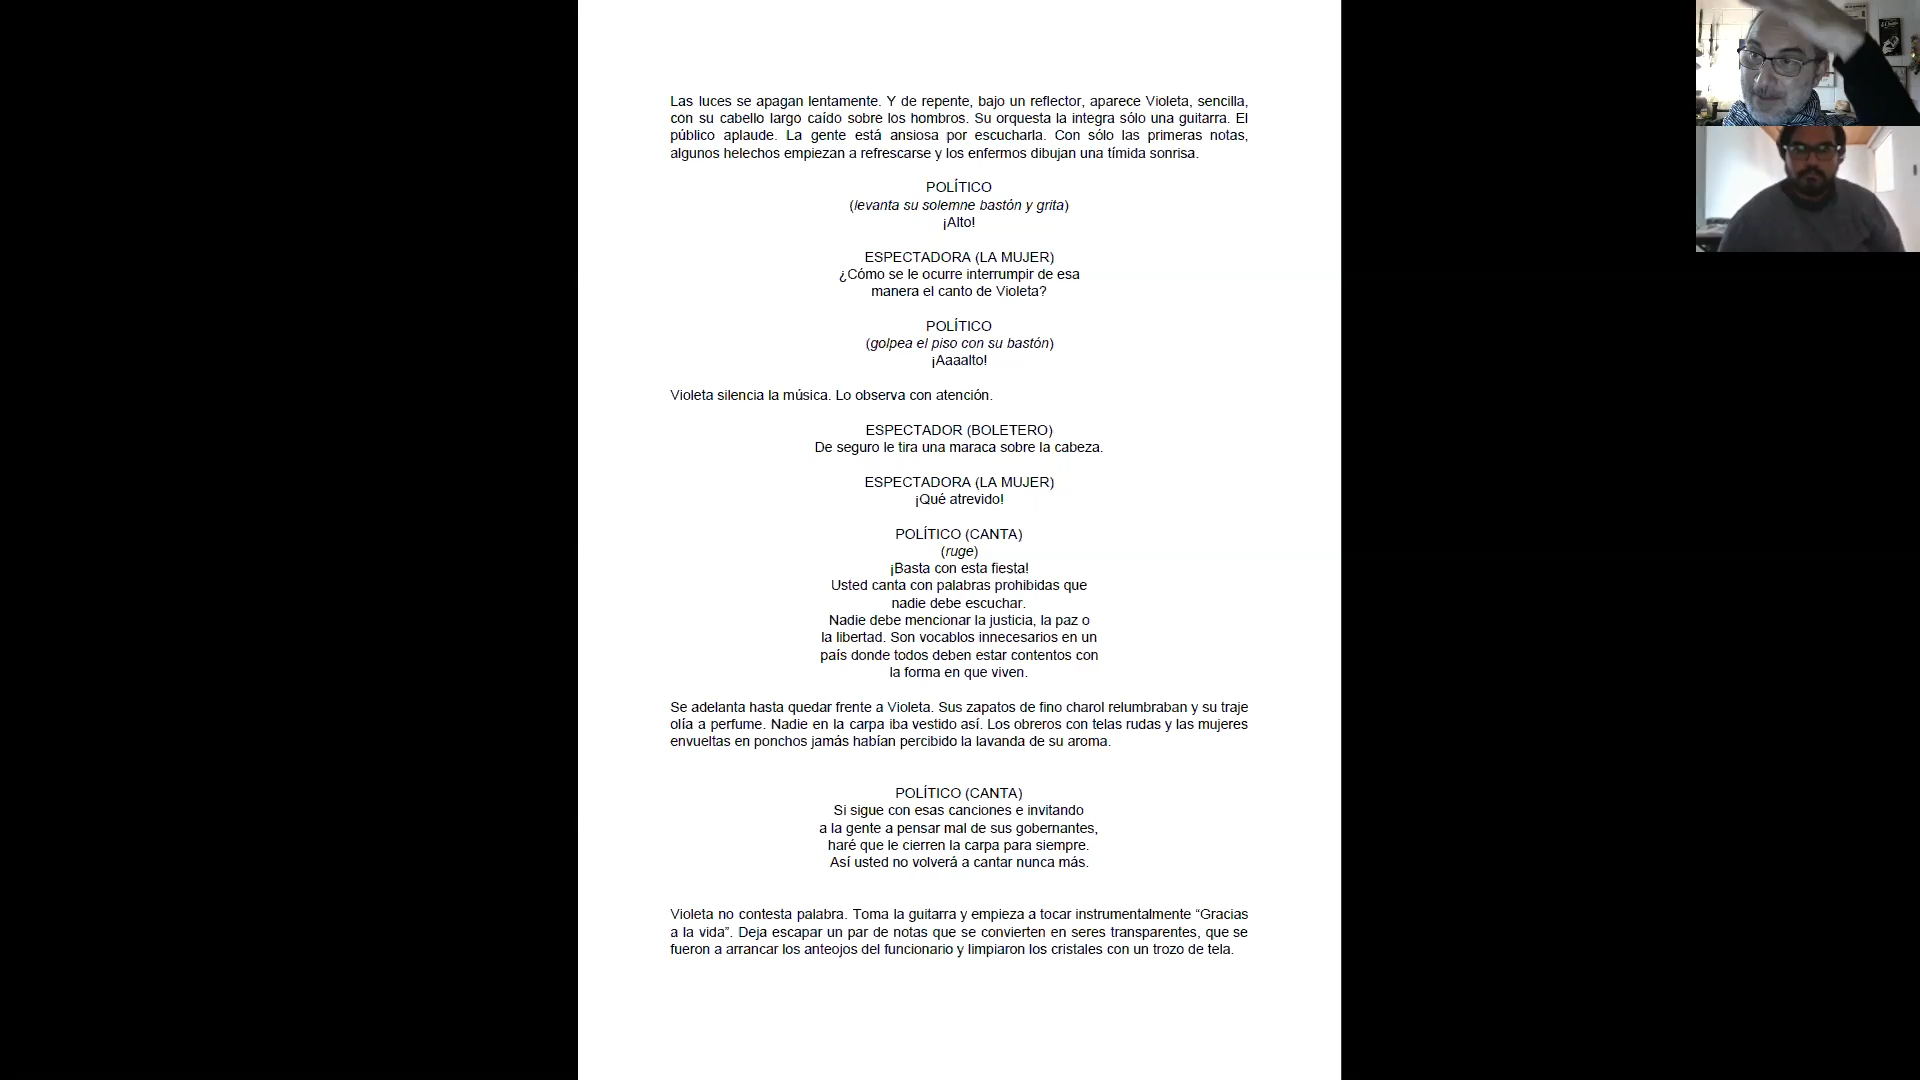 Las luces se apagan lentamente. Y de repente, bajo un reflector, aparece Violeta, sencilla,
con su cabello largo caído sobre los hombros. Su orquesta la integra sólo una guitarra. El
público aplaude. La gente está ansiosa por escucharla. Con sólo las primeras notas,
algunos helechos empiezan a refrescarse y los enfermos dibujan una tímida sonrisa.
POLÍTICO
(levanta su solemne bastón y grita)
¡Alto!
ESPECTADORA (LA MUJER)
¿Cómo se le ocurre interrumpir de esa
manera el canto de Violeta?
POLÍTICO
(golpea el piso con su bastón)
¡Aaaalto!
Violeta silencia la música. Lo observa con atención.
ESPECTADOR (BOLETERO)
De seguro le tira una maraca sobre la cabeza.
ESPECTADORA (LA MUJER)
¡Qué atrevido!
POLÍTICO (CANTA)
(ruge)
¡Basta con esta fiesta!
Usted canta con palabras prohibidas que
nadie debe escuchar.
Nadie debe mencionar la justicia, la paz o
la libertad. Son vocablos innecesarios en un
país donde todos deben estar contentos con
la forma en que viven.
Se adelanta hasta quedar frente a Violeta. Sus zapatos de fino charol relumbraban y su traje
olía a perfume. Nadie en la carpa iba vestido así. Los obreros con telas rudas y las mujeres
envueltas en ponchos jamás habían percibido la lavanda de su aroma.
POLÍTICO (CANTA)
Si sigue con esas canciones e invitando
a la gente a pensar mal de sus gobernantes,
haré que le cierren la carpa para siempre.
Así usted no volverá a cantar nunca más.
Violeta no contesta palabra. Toma la guitarra y empieza a tocar instrumentalmente “Gracias
a la vida”. Deja escapar un par de notas que se convierten en seres transparentes, que se
fueron a arrancar los anteojos del funcionario y limpiaron los cristales con un trozo de tela.